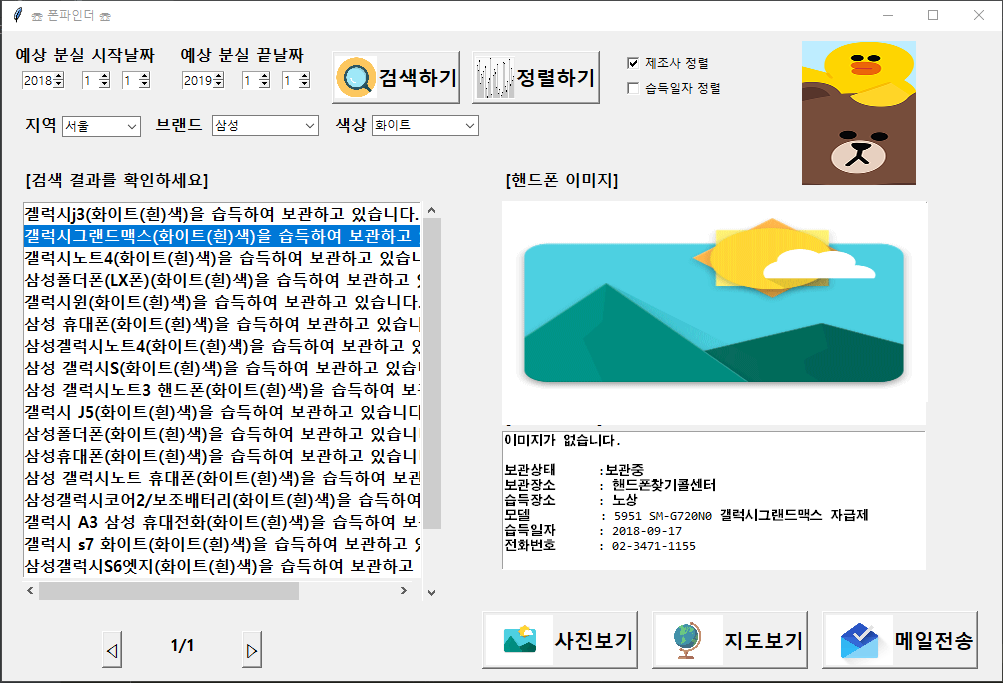 ☎ 폰파인더 ☎
예상 분실 시작날짜 예상 분실 끝날짜
2018 1 1 2019 1 1
검색하기 정렬하기
제조사 정렬
습득일자 정렬
지역 서울 브랜드 삼성 색상 화이트
[검색 결과를 확인하세요] [핸드폰 이미지]
겔럭시j3(화이트(흰)색)을 습득하여 보관하고 있습니다.
갤럭시그랜드맥스(화이트(흰)색)을 습득하여 보관하고
갤럭시노트4(화이트(흰)색)을 습득하여 보관하고 있습
삼성폴더폰(LX폰)(화이트(흰)색)을 습득하여 보관하고
갤럭시윈(화이트(흰)색)을 습득하여 보관하고 있습니다.
삼성 휴대폰(화이트(흰)색)을 습득하여 보관하고 있습니
삼성겔럭시노트4(화이트(흰)색)을 습득하여 보관하고
삼성 갤럭시S(화이트(흰)색)을 습득하여 보관하고 있습
삼성 갤럭시노트3 핸드폰(화이트(흰)색)을 습득하여
갤럭시 J5(화이트(흰)색)을 습득하여 보관하고 있습니다
삼성폴더폰(화이트(흰)색)을 습득하여 보관하고 있습니
삼성휴대폰(화이트(흰)색)을 습득하여 보관하고 있습니
삼성 갤럭시노트 휴대폰(화이트(흰)색)을 습득하여 보관
삼성갤럭시코어2/보조배터리(화이트(흰)색)을 습득하여
갤럭시 A3 삼성 휴대전화(화이트(흰)색)을 습득하여
갤럭시 s7 화이트(화이트(흰)색)을 습득하여 보관하고
삼성갤럭시S6엣지(화이트(흰)색)을 습득하여 보관하고
이미지가 없습니다.
보관상태 :보관중
보관장소 : 핸드폰찾기콜센터
습득장소 : 노상
모델 : 5951 SM-G720N0 갤럭시그랜드맥스 자급제
습득일자 : 2018-09-17
전화번호 : 02-3471-1155
1/1
사진보기 지도보기 메일전송